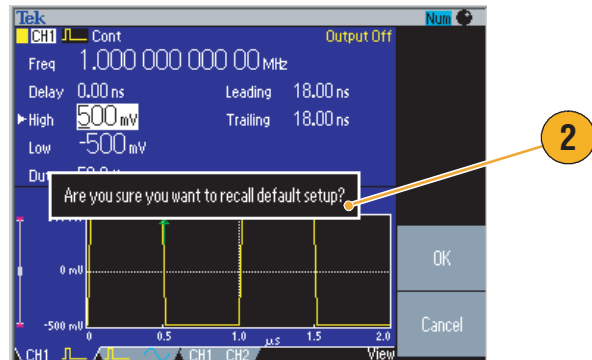 Tek Num
CH1 Cont Output Off
Freq 1.000 000 000 00 MHz
Delay 0.00 ns Leading 18.00 ns
High 500 mV Trailing 18.00 ns
Low -500 mV
Are you sure you want to recall default setup?
2
OK
0 mV
-500 mV
0 0.5 1.0 1.5 2.0
µs
Cancel
CH1 CH1 CH2 View